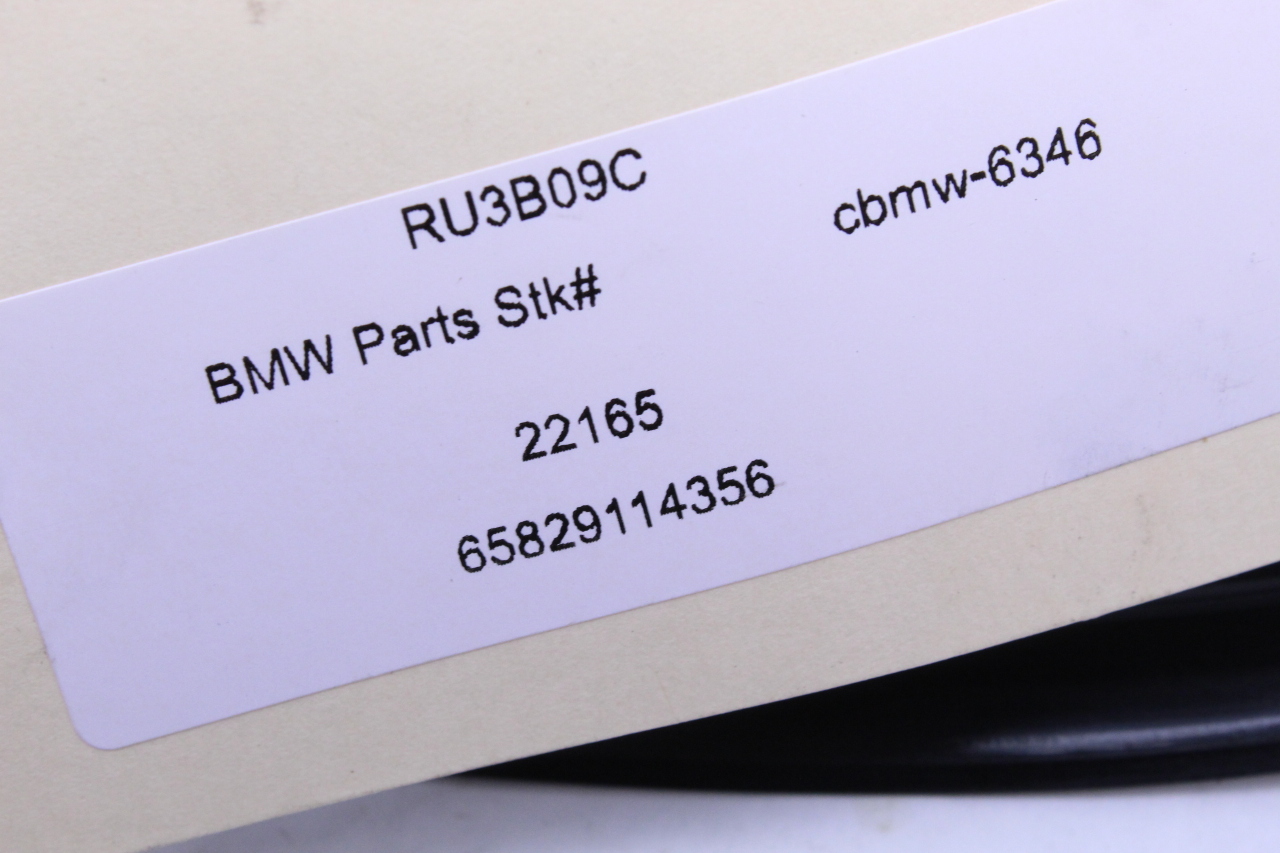 RU3B09C
cbmw-6346
BMW Parts Stk#
22165
65829114356